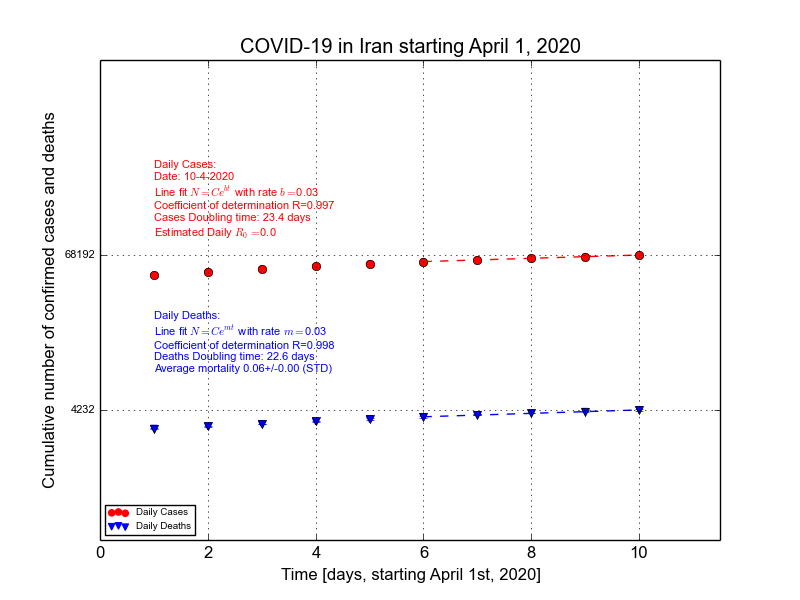 COVID-19 in Iran starting April 1, 2020
Cumulative number of confirmed cases and deaths
Daily Cases:
Date: 10-4-2020
Line fit N = Ce^{bt} with rate b =0.03
Coefficient of determination R=0.997
Cases Doubling time: 23.4 days
Estimated Daily R_0 =0.0
68192
Daily Deaths:
Line fit N = Ce^{mt} with rate m =0.03
Coefficient of determination R=0.998
Deaths Doubling time: 22.6 days
Average mortality 0.06+/-0.00 (STD)
4232
Daily Cases
Daily Deaths
0 2 4 6 8 10
Time [days, starting April 1st, 2020]